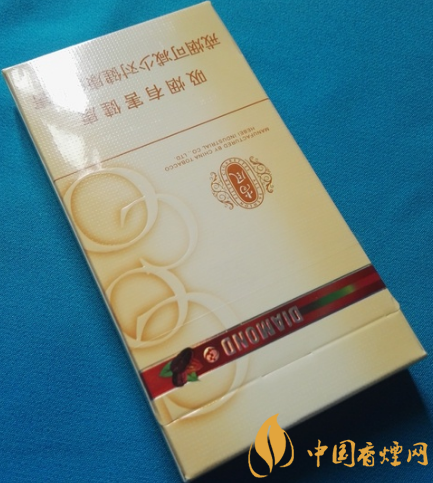 DIAMOND
MANUFACTURED BY CHINA TOBACCO
HEBEI INDUSTRIAL CO., LTD
吸烟有害健康
戒烟可减少对健康
中国香煙网